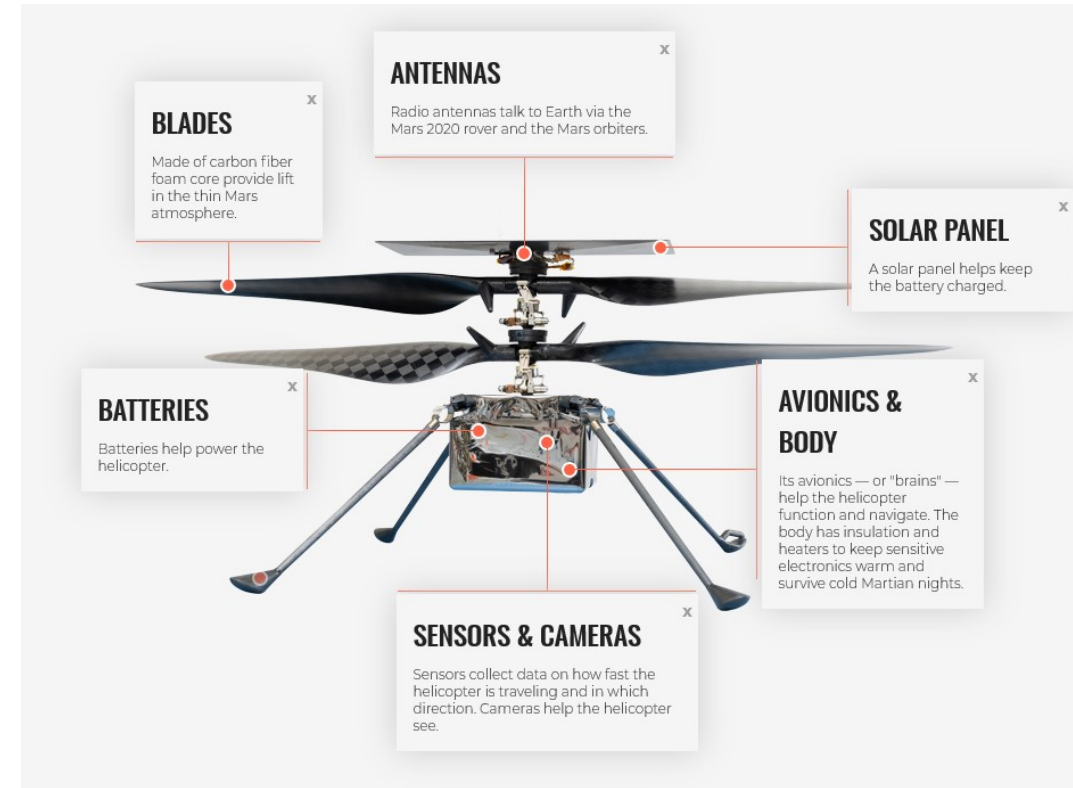 x
ANTENNAS
Radio antennas talk to Earth via the
Mars 2020 rover and the Mars orbiters.
x
BLADES
Made of carbon fiber
foam core provide lift
in the thin Mars
atmosphere.
x
SOLAR PANEL
A solar panel helps keep
the battery charged.
x
BATTERIES
Batteries help power the
helicopter.
x
AVIONICS &
BODY
Its avionics — or "brains" —
help the helicopter
function and navigate. The
body has insulation and
heaters to keep sensitive
electronics warm and
survive cold Martian nights.
x
SENSORS & CAMERAS
Sensors collect data on how fast the
helicopter is traveling and in which
direction. Cameras help the helicopter
see.